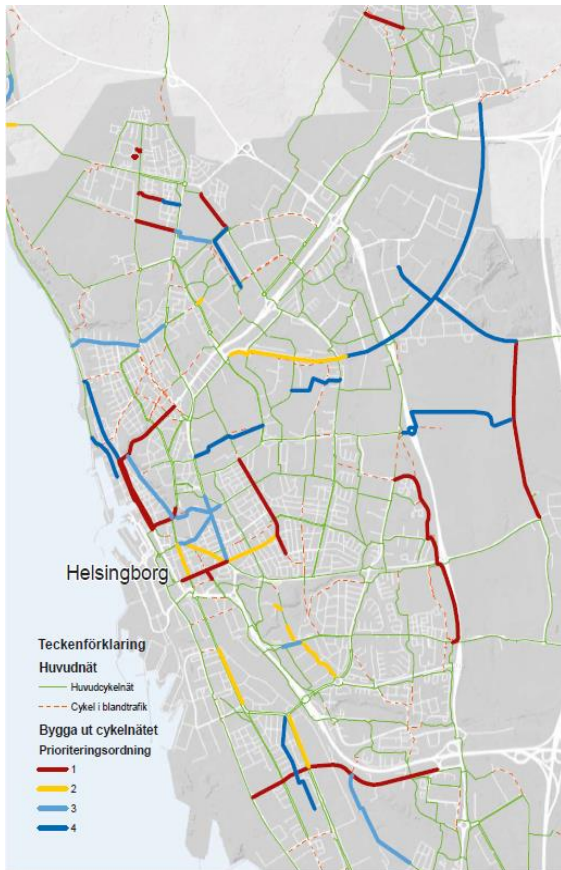 Helsingborg
Teckenförklaring
Huvudnät
Huvudcykelnät
Cykel i blandtrafik
Bygga ut cykelnätet
Prioriteringsordning
1
2
3
4